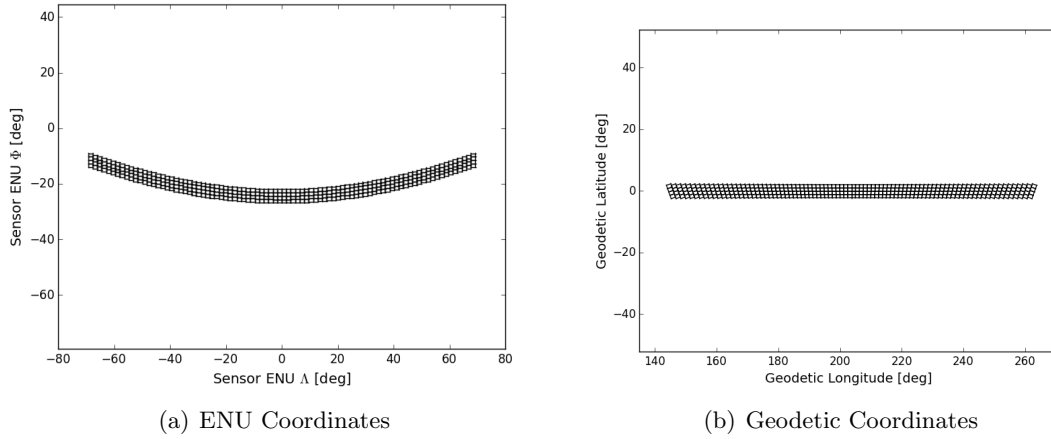 40
20
0
−20
−40
−60
−80 −60 −40 −20 0 20 40 60 80
Sensor ENU Φ [deg]
Sensor ENU Λ [deg]
(a) ENU Coordinates
40
20
0
−20
−40
140 160 180 200 220 240 260
Geodetic Latitude [deg]
Geodetic Longitude [deg]
(b) Geodetic Coordinates